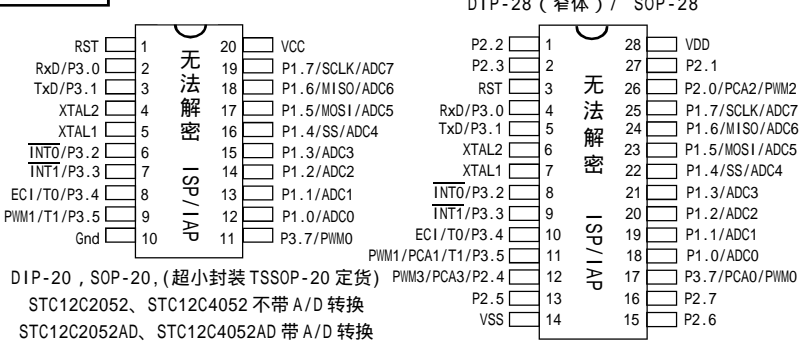 DIP-28(窄体)/ SOP-28
RST 1 20 VCC
RxD/P3.0 2 19 P1.7/SCLK/ADC7
TxD/P3.1 3 18 P1.6/MISO/ADC6
XTAL2 4 17 P1.5/MOSI/ADC5
XTAL1 5 16 P1.4/SS/ADC4
INT0/P3.2 6 15 P1.3/ADC3
INT1/P3.3 7 14 P1.2/ADC2
ECI/T0/P3.4 8 13 P1.1/ADC1
PWM1/T1/P3.5 9 12 P1.0/ADC0
Gnd 10 11 P3.7/PWM0
无法解密 ISP/IAP
DIP-20,SOP-20,(超小封装TSSOP-20 定货)
STC12C2052、STC12C4052 不带 A/D 转换
STC12C2052AD、STC12C4052AD 带 A/D 转换
P2.2 1 28 VDD
P2.3 2 27 P2.1
RST 3 26 P2.0/PCA2/PWM2
RxD/P3.0 4 25 P1.7/SCLK/ADC7
TxD/P3.1 5 24 P1.6/MISO/ADC6
XTAL2 6 23 P1.5/MOSI/ADC5
XTAL1 7 22 P1.4/SS/ADC4
INT0/P3.2 8 21 P1.3/ADC3
INT1/P3.3 9 20 P1.2/ADC2
ECI/T0/P3.4 10 19 P1.1/ADC1
PWM1/PCA1/T1/P3.5 11 18 P1.0/ADC0
PWM3/PCA3/P2.4 12 17 P3.7/PCA0/PWM0
P2.5 13 16 P2.7
VSS 14 15 P2.6
无法解密 ISP/IAP